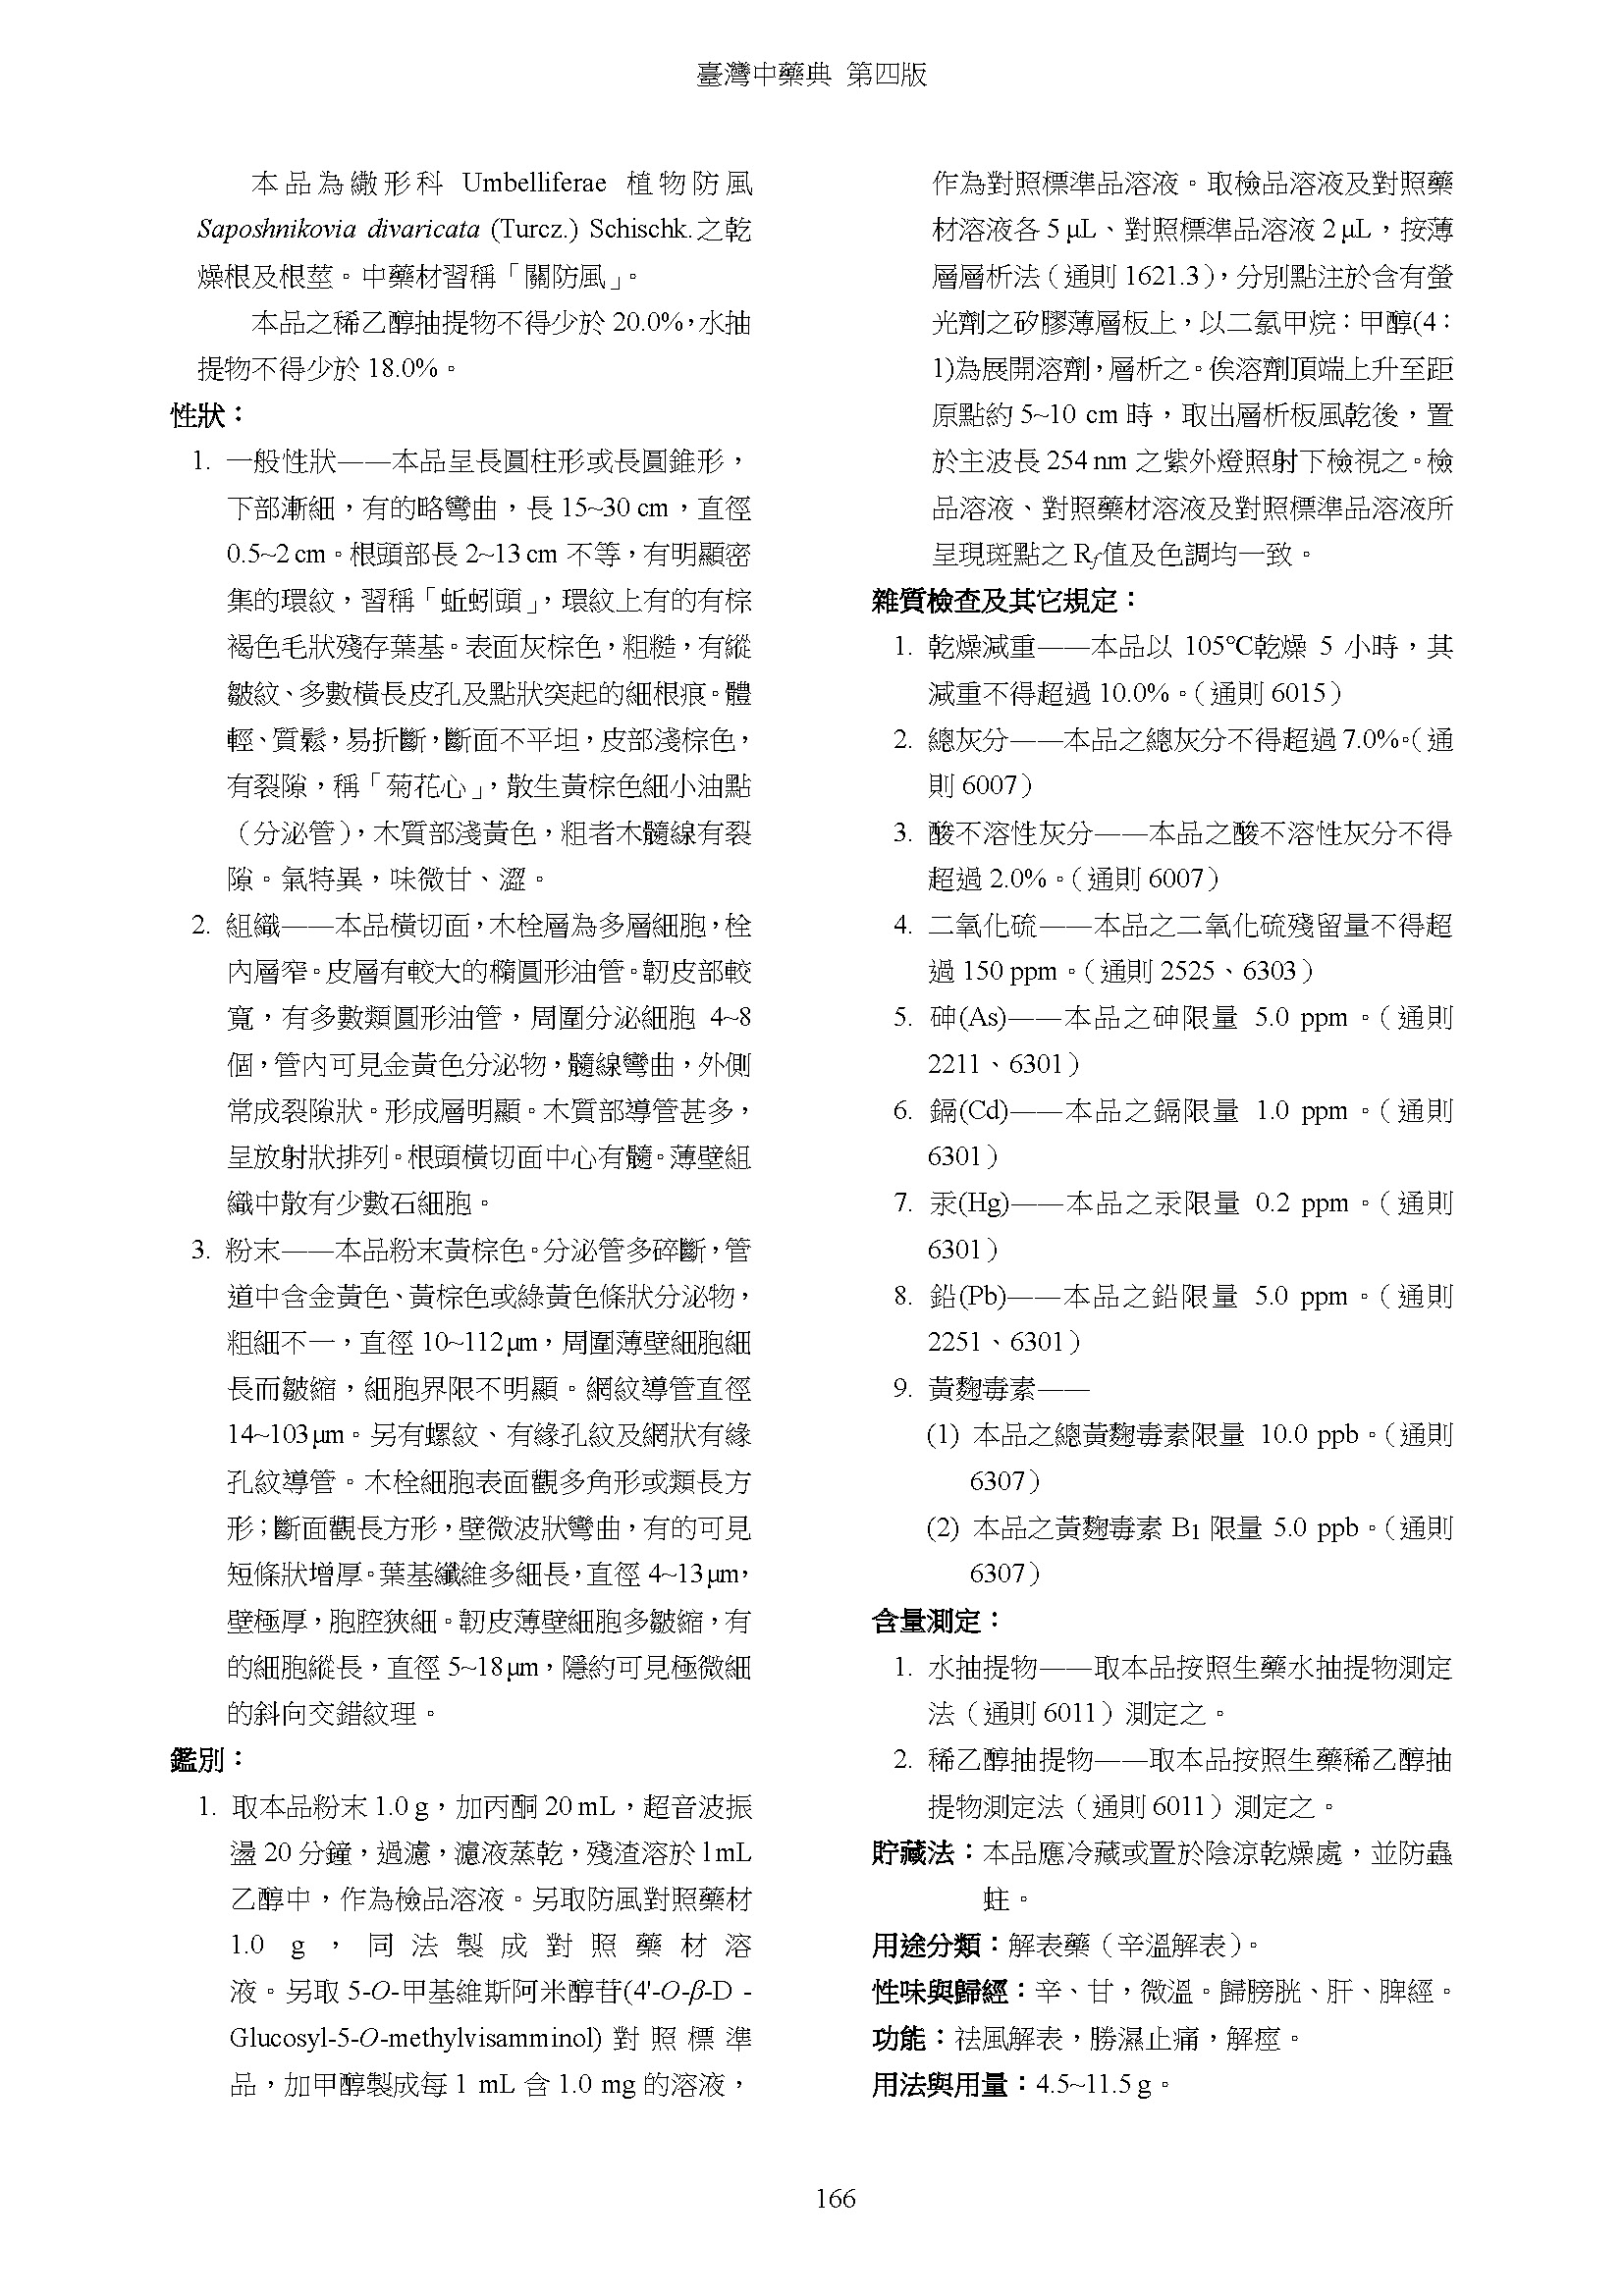 臺灣中藥典 第四版
本品為繖形科 Umbelliferae 植物防風
Saposhnikovia divaricata (Turcz.) Schischk.之乾
燥根及根莖。中藥材習稱「關防風」。
本品之稀乙醇抽提物不得少於 20.0%，水抽
提物不得少於 18.0%。
性狀：
1. 一般性狀——本品呈長圓柱形或長圓錐形，
下部漸細，有的略彎曲，長 15~30 cm，直徑
0.5~2 cm。根頭部長 2~13 cm 不等，有明顯密
集的環紋，習稱「蚯蚓頭」，環紋上有的有棕
褐色毛狀殘存葉基。表面灰棕色，粗糙，有縱
皺紋、多數橫長皮孔及點狀突起的細根痕。體
輕、質鬆，易折斷，斷面不平坦，皮部淺棕色，
有裂隙，稱「菊花心」，散生黃棕色細小油點
（分泌管），木質部淺黃色，粗者木髓線有裂
隙。氣特異，味微甘、澀。
2. 組織——本品橫切面，木栓層為多層細胞，栓
內層窄。皮層有較大的橢圓形油管。韌皮部較
寬，有多數類圓形油管，周圍分泌細胞 4~8
個，管內可見金黃色分泌物，髓線彎曲，外側
常成裂隙狀。形成層明顯。木質部導管甚多，
呈放射狀排列。根頭橫切面中心有髓。薄壁組
織中散有少數石細胞。
3. 粉末——本品粉末黃棕色。分泌管多碎斷，管
道中含金黃色、黃棕色或綠黃色條狀分泌物，
粗細不一，直徑 10~112 μm，周圍薄壁細胞細
長而皺縮，細胞界限不明顯。網紋導管直徑
14~103 μm。另有螺紋、有緣孔紋及網狀有緣
孔紋導管。木栓細胞表面觀多角形或類長方
形；斷面觀長方形，壁微波狀彎曲，有的可見
短條狀增厚。葉基纖維多細長，直徑 4~13 μm，
壁極厚，胞腔狹細。韌皮薄壁細胞多皺縮，有
的細胞縱長，直徑 5~18 μm，隱約可見極微細
的斜向交錯紋理。
鑑別：
1. 取本品粉末 1.0 g，加丙酮 20 mL，超音波振
盪 20 分鐘，過濾，濾液蒸乾，殘渣溶於 1mL
乙醇中，作為檢品溶液。另取防風對照藥材
1.0 g，同法製成對照藥材溶
液。另取 5-O-甲基維斯阿米醇苷(4'-O-β-D -
Glucosyl-5-O-methylvisamminol) 對照標準
品，加甲醇製成每 1 mL 含 1.0 mg 的溶液，
作為對照標準品溶液。取檢品溶液及對照藥
材溶液各 5 μL、對照標準品溶液 2 μL，按薄
層層析法（通則 1621.3），分別點注於含有螢
光劑之矽膠薄層板上，以二氯甲烷：甲醇(4：
1)為展開溶劑，層析之。俟溶劑頂端上升至距
原點約 5~10 cm 時，取出層析板風乾後，置
於主波長 254 nm 之紫外燈照射下檢視之。檢
品溶液、對照藥材溶液及對照標準品溶液所
呈現斑點之 Rf值及色調均一致。
雜質檢查及其它規定：
1. 乾燥減重——本品以 105℃乾燥 5 小時，其
減重不得超過 10.0%。（通則 6015）
2. 總灰分——本品之總灰分不得超過 7.0%。（通
則 6007）
3. 酸不溶性灰分——本品之酸不溶性灰分不得
超過 2.0%。（通則 6007）
4. 二氧化硫——本品之二氧化硫殘留量不得超
過 150 ppm。（通則 2525、6303）
5. 砷(As)——本品之砷限量 5.0 ppm。（通則
2211、6301）
6. 鎘(Cd)——本品之鎘限量 1.0 ppm。（通則
6301）
7. 汞(Hg)——本品之汞限量 0.2 ppm。（通則
6301）
8. 鉛(Pb)——本品之鉛限量 5.0 ppm。（通則
2251、6301）
9. 黃麴毒素——
(1) 本品之總黃麴毒素限量 10.0 ppb。（通則
6307）
(2) 本品之黃麴毒素 B1 限量 5.0 ppb。（通則
6307）
含量測定：
1. 水抽提物——取本品按照生藥水抽提物測定
法（通則 6011）測定之。
2. 稀乙醇抽提物——取本品按照生藥稀乙醇抽
提物測定法（通則 6011）測定之。
貯藏法：本品應冷藏或置於陰涼乾燥處，並防蟲
蛀。
用途分類：解表藥（辛溫解表）。
性味與歸經：辛、甘，微溫。歸膀胱、肝、脾經。
功能：祛風解表，勝濕止痛，解痙。
用法與用量：4.5~11.5 g。
166